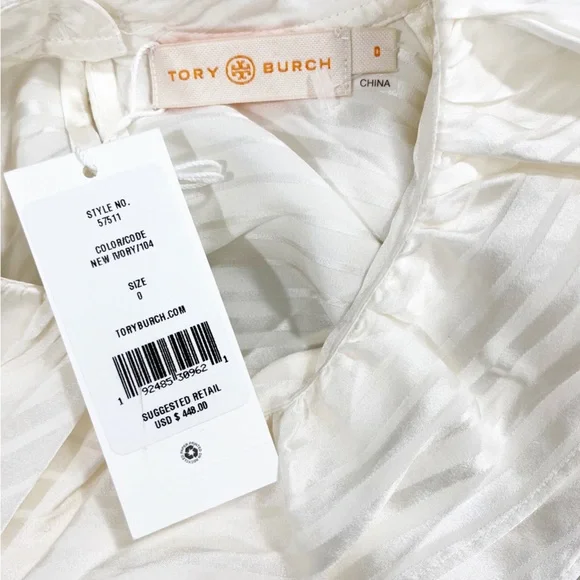 TORY BURCH
0
CHINA
STYLE NO.
57511
COLOR/CODE
NEW IVORY/104
SIZE
0
TORYBURCH.COM
1 92485 30962 1
SUGGESTED RETAIL
USD $ 448.00